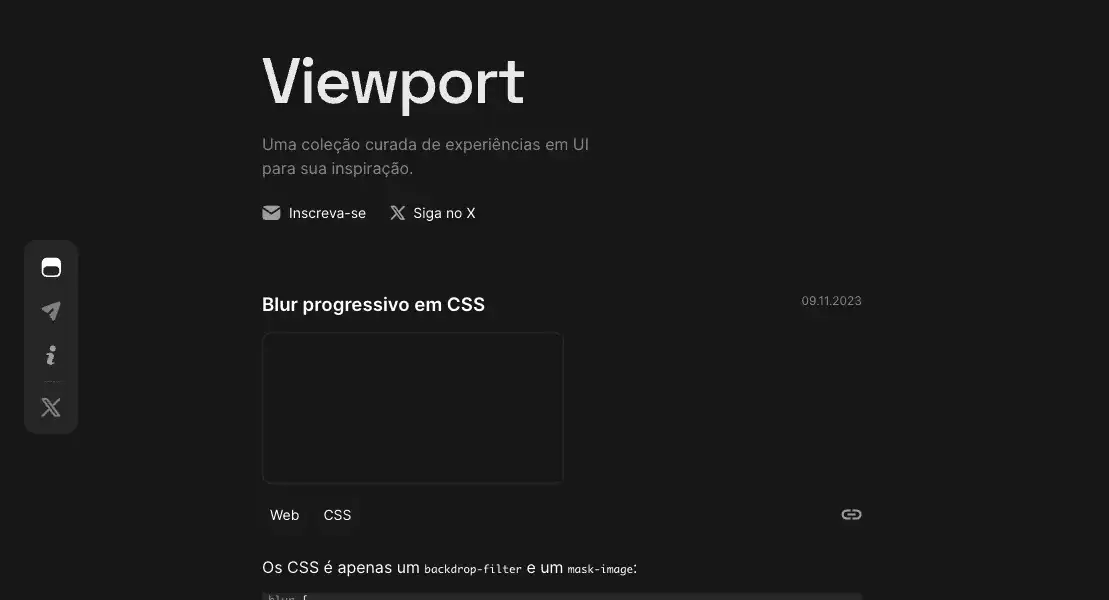 Viewport
Uma coleção curada de experiências em UI
para sua inspiração.
Inscreva-se
Siga no X
Blur progressivo em CSS
09.11.2023
Web
CSS
Os CSS é apenas um backdrop-filter e um mask-image:
blur {